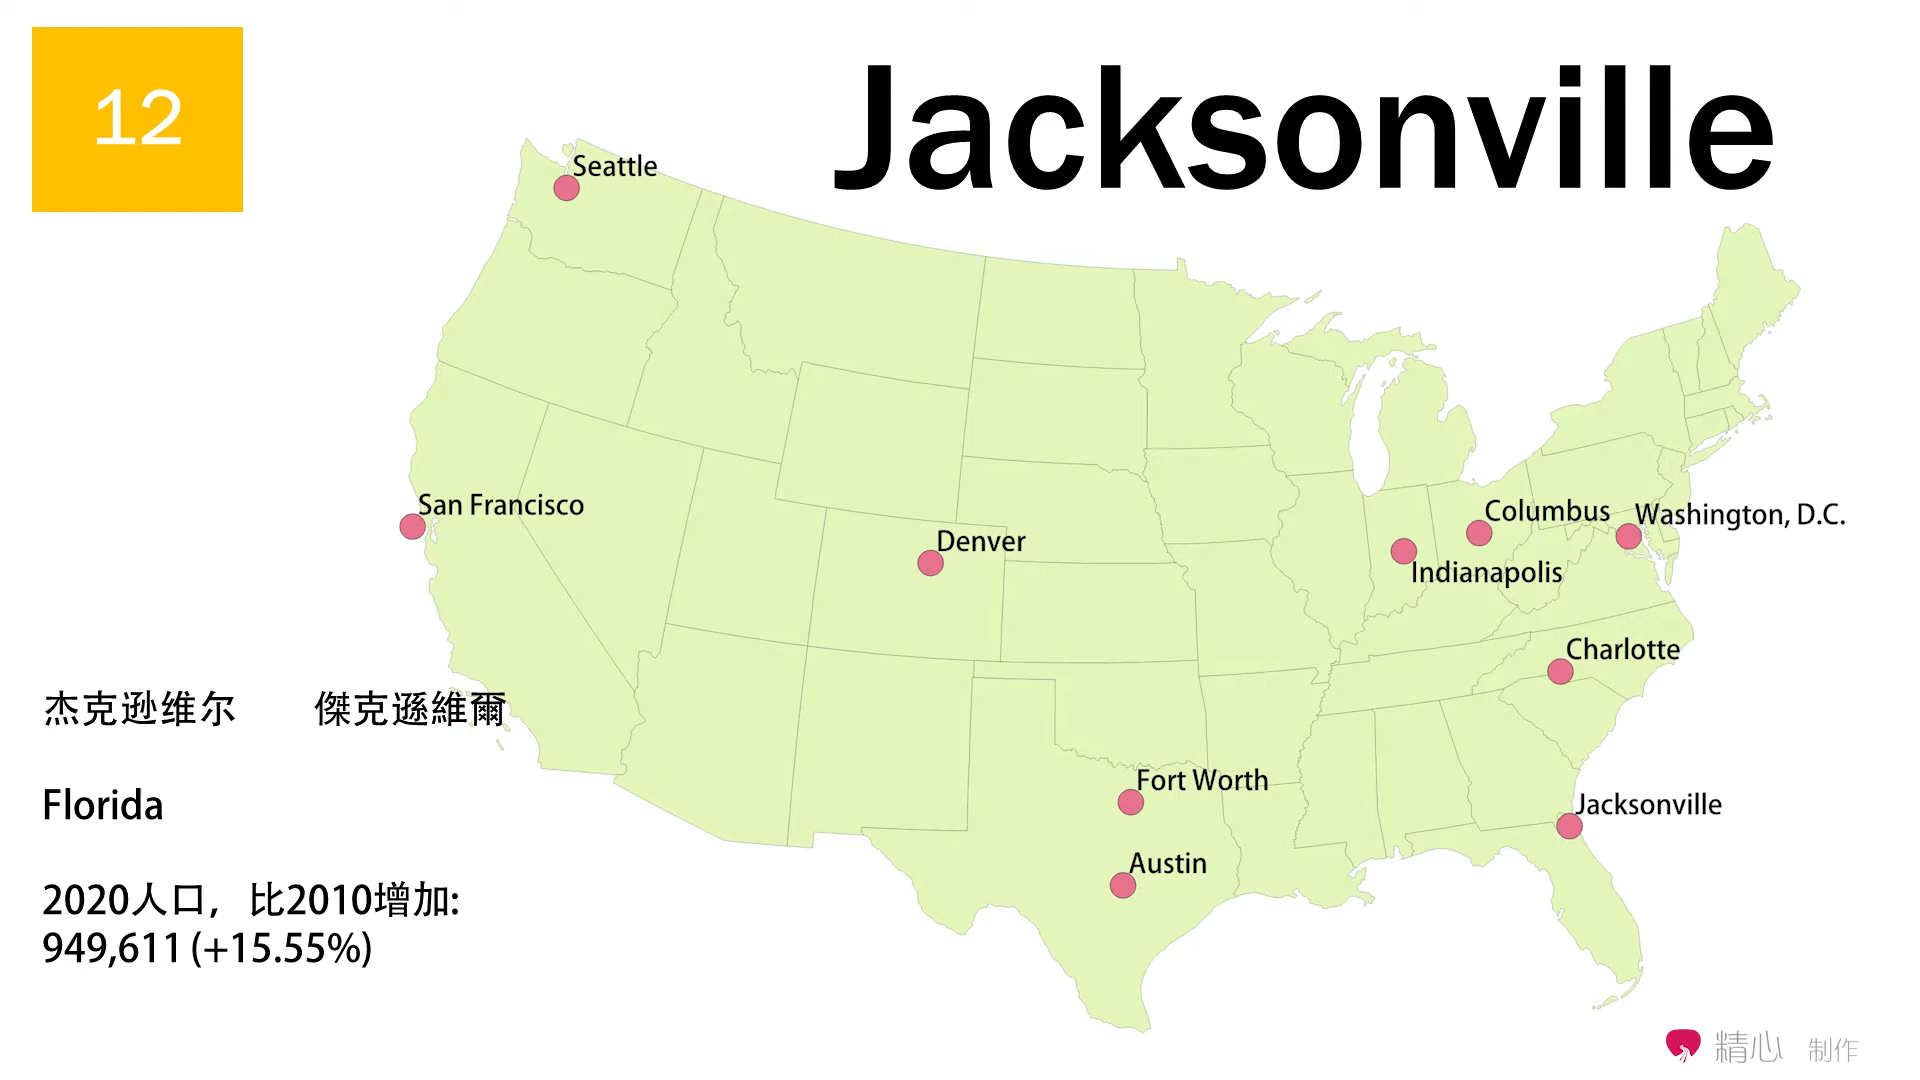 12
Jacksonville
Seattle
San Francisco
Denver
Columbus
Washington, D.C.
Indianapolis
Charlotte
杰克逊维尔 傑克遜維爾
Fort Worth
Florida
Jacksonville
Austin
2020人口，比2010增加:
949,611 (+15.55%)
精心 制作